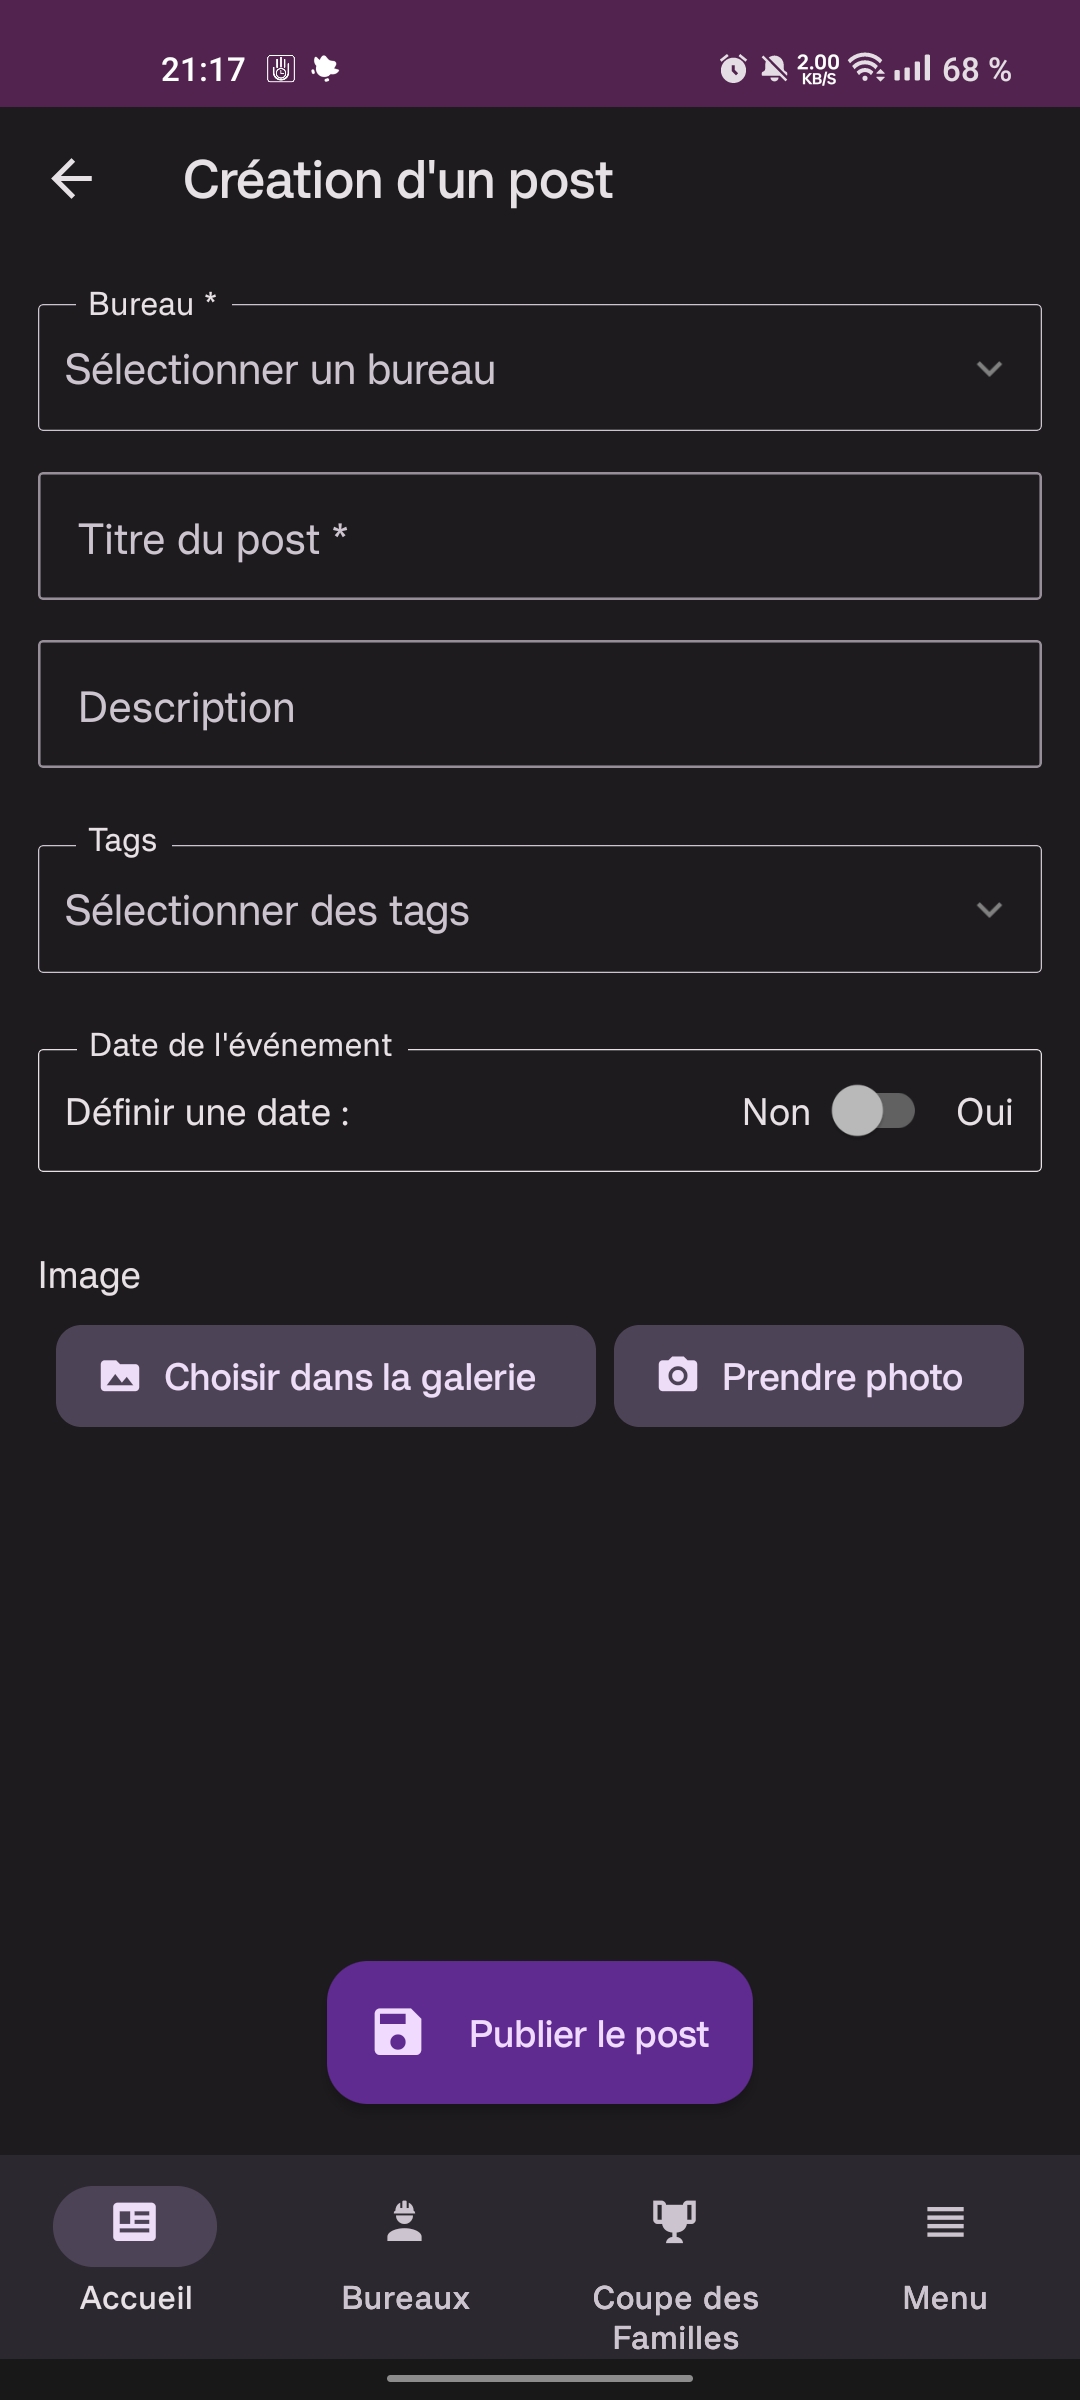 21:17
2.00
KB/S
68 %
Création d'un post
Bureau *
Sélectionner un bureau
Titre du post *
Description
Tags
Sélectionner des tags
Date de l'événement
Définir une date :
Non
Oui
Image
Choisir dans la galerie
Prendre photo
Publier le post
Accueil
Bureaux
Coupe des
Familles
Menu